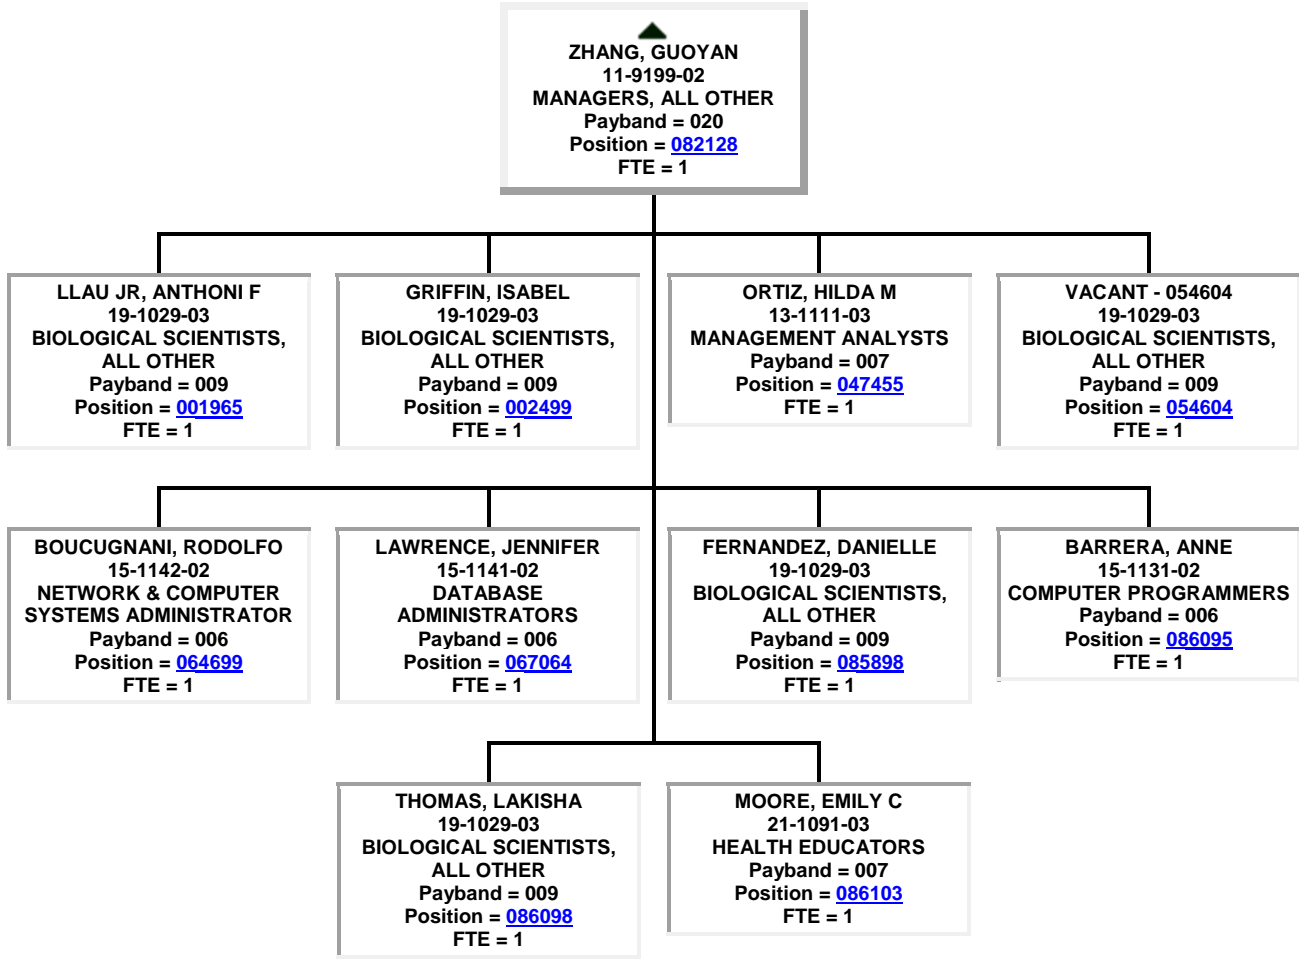 ZHANG, GUOYAN
11-9199-02
MANAGERS, ALL OTHER
Payband = 020
Position = 082128
FTE = 1
LLAU JR, ANTHONI F
19-1029-03
BIOLOGICAL SCIENTISTS,
ALL OTHER
Payband = 009
Position = 001965
FTE = 1
GRIFFIN, ISABEL
19-1029-03
BIOLOGICAL SCIENTISTS,
ALL OTHER
Payband = 009
Position = 002499
FTE = 1
ORTIZ, HILDA M
13-1111-03
MANAGEMENT ANALYSTS
Payband = 007
Position = 047455
FTE = 1
VACANT - 054604
19-1029-03
BIOLOGICAL SCIENTISTS,
ALL OTHER
Payband = 009
Position = 054604
FTE = 1
BOUCUGNANI, RODOLFO
15-1142-02
NETWORK & COMPUTER
SYSTEMS ADMINISTRATOR
Payband = 006
Position = 064699
FTE = 1
LAWRENCE, JENNIFER
15-1141-02
DATABASE
ADMINISTRATORS
Payband = 006
Position = 067064
FTE = 1
FERNANDEZ, DANIELLE
19-1029-03
BIOLOGICAL SCIENTISTS,
ALL OTHER
Payband = 009
Position = 085898
FTE = 1
BARRERA, ANNE
15-1131-02
COMPUTER PROGRAMMERS
Payband = 006
Position = 086095
FTE = 1
THOMAS, LAKISHA
19-1029-03
BIOLOGICAL SCIENTISTS,
ALL OTHER
Payband = 009
Position = 086098
FTE = 1
MOORE, EMILY C
21-1091-03
HEALTH EDUCATORS
Payband = 007
Position = 086103
FTE = 1